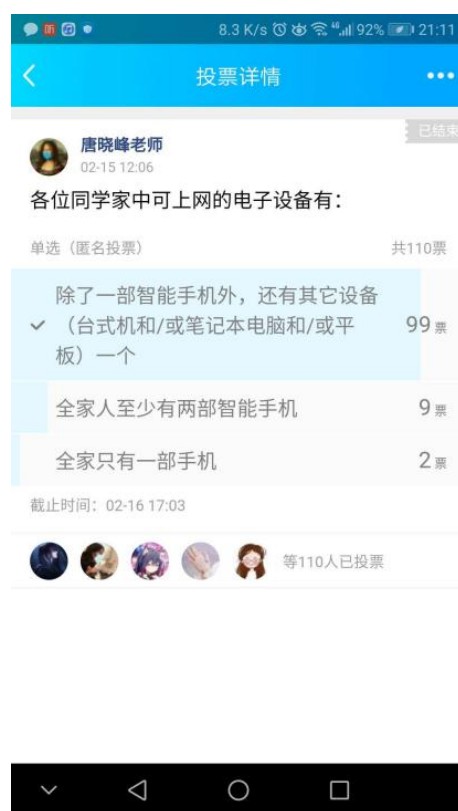 8.3 K/s 46 92% 21:11
投票详情
已结束
唐晓峰老师
02-15 12:06
各位同学家中可上网的电子设备有：
单选（匿名投票） 共110票
除了一部智能手机外，还有其它设备
（台式机和/或笔记本电脑和/或平 99票
板）一个
全家人至少有两部智能手机 9票
全家只有一部手机 2票
截止时间：02-16 17:03
等110人已投票